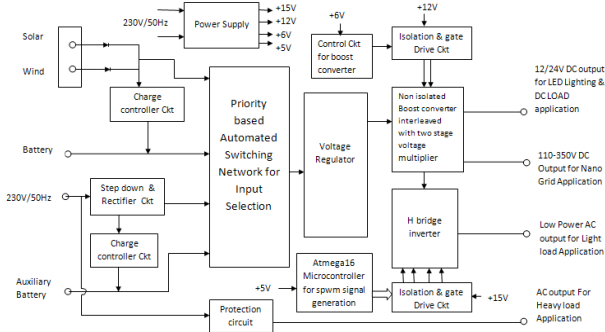 230V/50Hz
Power Supply
+15V
+12V
+6V
+5V
+6V
+12V
Solar
Wind
Control Ckt
for boost
converter
Isolation & gate
Drive Ckt
12/24V DC output
for LED Lighting &
DC LOAD
application
Charge
controller Ckt
Priority
based
Automated
Switching
Network for
Input
Selection
Voltage
Regulator
Non isolated
Boost converter
interleaved
with two stage
voltage
multiplier
Battery
110-350V DC
Output for Nano
Grid Application
230V/50Hz
Step down &
Rectifier Ckt
H bridge
inverter
Low Power AC
output for Light
load Application
Charge
controller Ckt
Auxiliary
Battery
+5V
Atmega16
Microcontroller
for spwm signal
generation
Isolation & gate
Drive Ckt
+15V
AC output For
Heavy load
Application
Protection
circuit